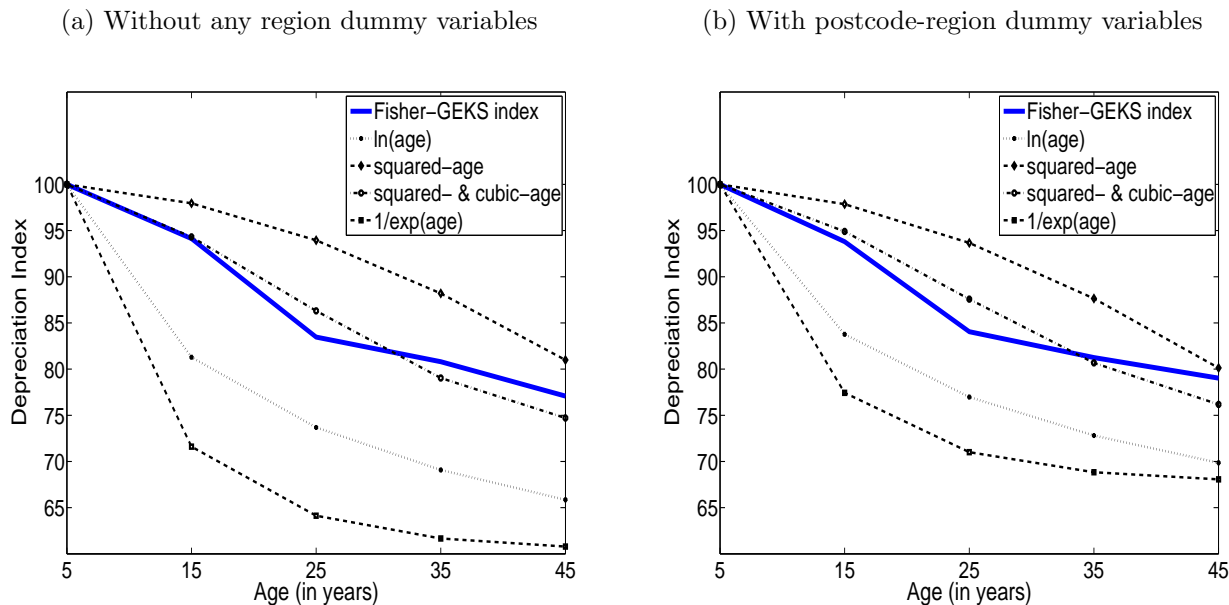 (a) Without any region dummy variables
Fisher–GEKS index
ln(age)
squared–age
squared– & cubic–age
1/exp(age)
100
95
90
85
80
75
70
65
Depreciation Index
5 15 25 35 45
Age (in years)
(b) With postcode-region dummy variables
Fisher–GEKS index
ln(age)
squared–age
squared– & cubic–age
1/exp(age)
100
95
90
85
80
75
70
65
Depreciation Index
5 15 25 35 45
Age (in years)